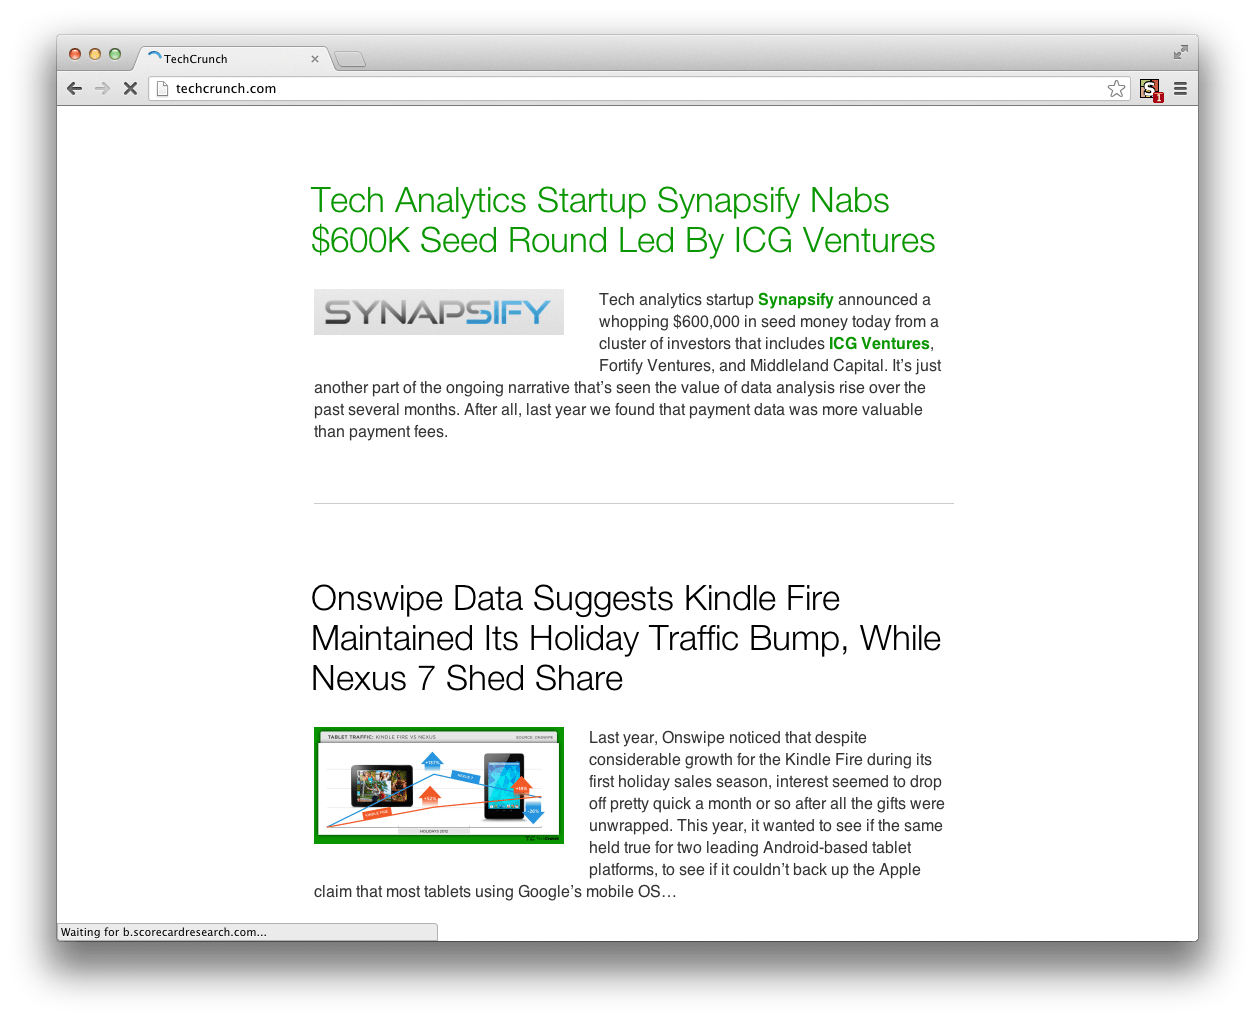 TechCrunch
techcrunch.com
S
1
Tech Analytics Startup Synapsify Nabs
$600K Seed Round Led By ICG Ventures
SYNAPSIFY
Tech analytics startup Synapsify announced a
whopping $600,000 in seed money today from a
cluster of investors that includes ICG Ventures,
Fortify Ventures, and Middleland Capital. It’s just
another part of the ongoing narrative that’s seen the value of data analysis rise over the
past several months. After all, last year we found that payment data was more valuable
than payment fees.
Onswipe Data Suggests Kindle Fire
Maintained Its Holiday Traffic Bump, While
Nexus 7 Shed Share
TABLET TRAFFIC: KINDLE FIRE VS NEXUS
SOURCE: ONSWIPE
NEXUS 7
KINDLE FIRE
HOLIDAYS 2012
Last year, Onswipe noticed that despite
considerable growth for the Kindle Fire during its
first holiday sales season, interest seemed to drop
off pretty quick a month or so after all the gifts were
unwrapped. This year, it wanted to see if the same
held true for two leading Android-based tablet
platforms, to see if it couldn’t back up the Apple
claim that most tablets using Google’s mobile OS…
Waiting for b.scorecardresearch.com...